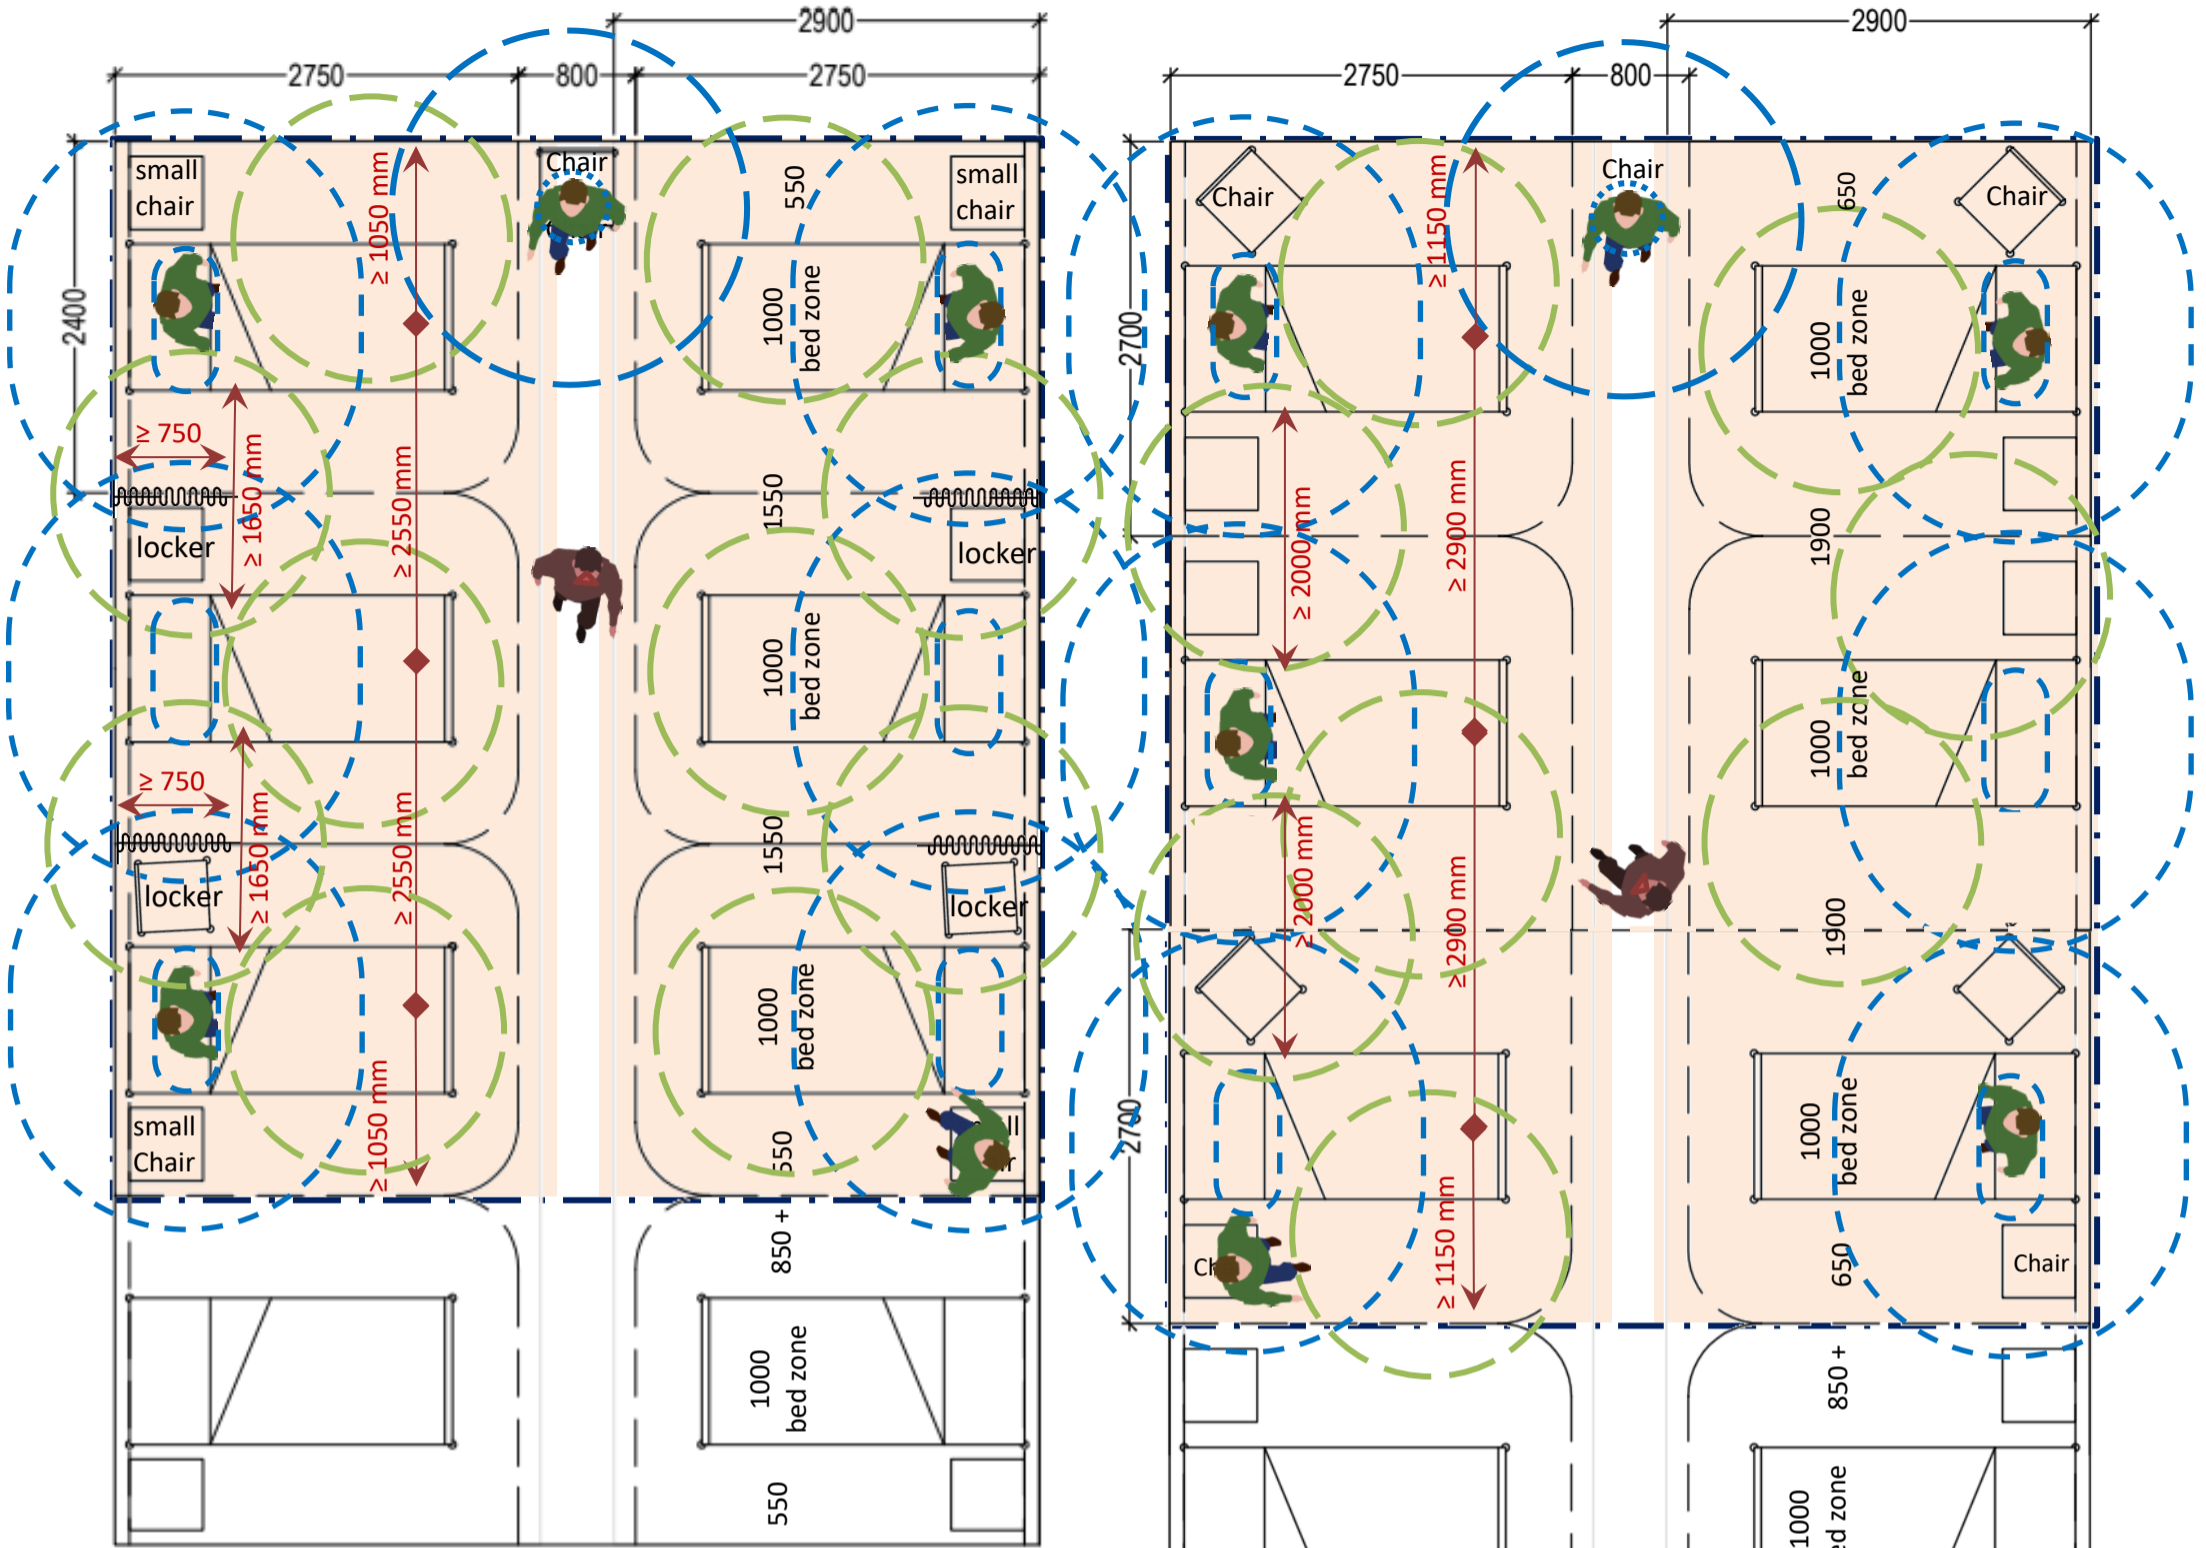 2900
2750
800
2750
small
chair
≥ 1050 mm
Chair
550
small
chair
2400
1000
bed zone
≥ 750
≥ 1650 mm
≥ 2550 mm
1550
locker
locker
1000
bed zone
≥ 750
≥ 1650 mm
≥ 2550 mm
1550
locker
locker
1000
bed zone
small
Chair
≥ 1050 mm
550
850 +
1000
bed zone
550
2900
2750
800
Chair
≥ 1150 mm
Chair
650
Chair
2700
1000
bed zone
≥ 2000 mm
≥ 2900 mm
1900
1000
bed zone
≥ 2000 mm
≥ 2900 mm
1900
2700
1000
bed zone
≥ 1150 mm
650
Chair
850 +
1000